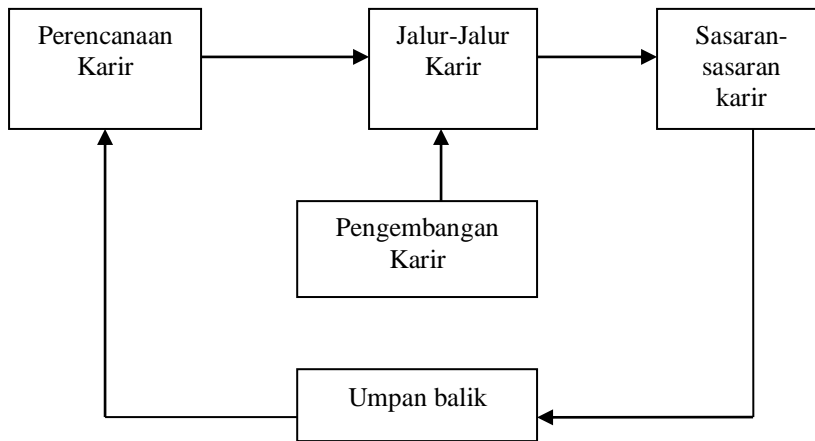 Perencanaan
Karir
Jalur-Jalur
Karir
Sasaran-
sasaran
karir
Pengembangan
Karir
Umpan balik